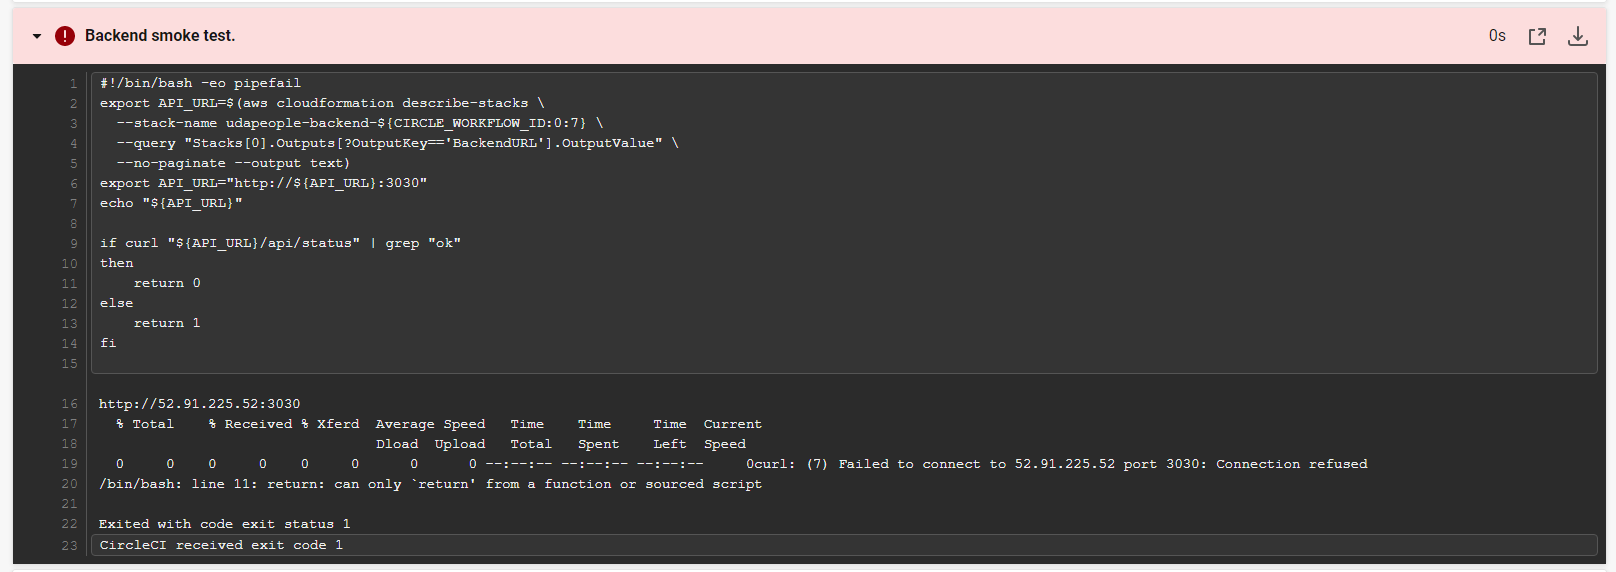 Backend smoke test.
0s
1 #!/bin/bash -eo pipefail
2 export API_URL=$(aws cloudformation describe-stacks \
3   --stack-name udapeople-backend-${CIRCLE_WORKFLOW_ID:0:7} \
4   --query "Stacks[0].Outputs[?OutputKey=='BackendURL'].OutputValue" \
5   --no-paginate --output text)
6 export API_URL="http://${API_URL}:3030"
7 echo "${API_URL}"
8
9 if curl "${API_URL}/api/status" | grep "ok"
10 then
11     return 0
12 else
13     return 1
14 fi
15
16 http://52.91.225.52:3030
17   % Total    % Received % Xferd  Average Speed   Time    Time     Time  Current
18                                  Dload  Upload   Total   Spent    Left  Speed
19   0     0    0     0    0     0      0      0 --:--:-- --:--:-- --:--:--     0curl: (7) Failed to connect to 52.91.225.52 port 3030: Connection refused
20 /bin/bash: line 11: return: can only `return' from a function or sourced script
21
22 Exited with code exit status 1
23 CircleCI received exit code 1